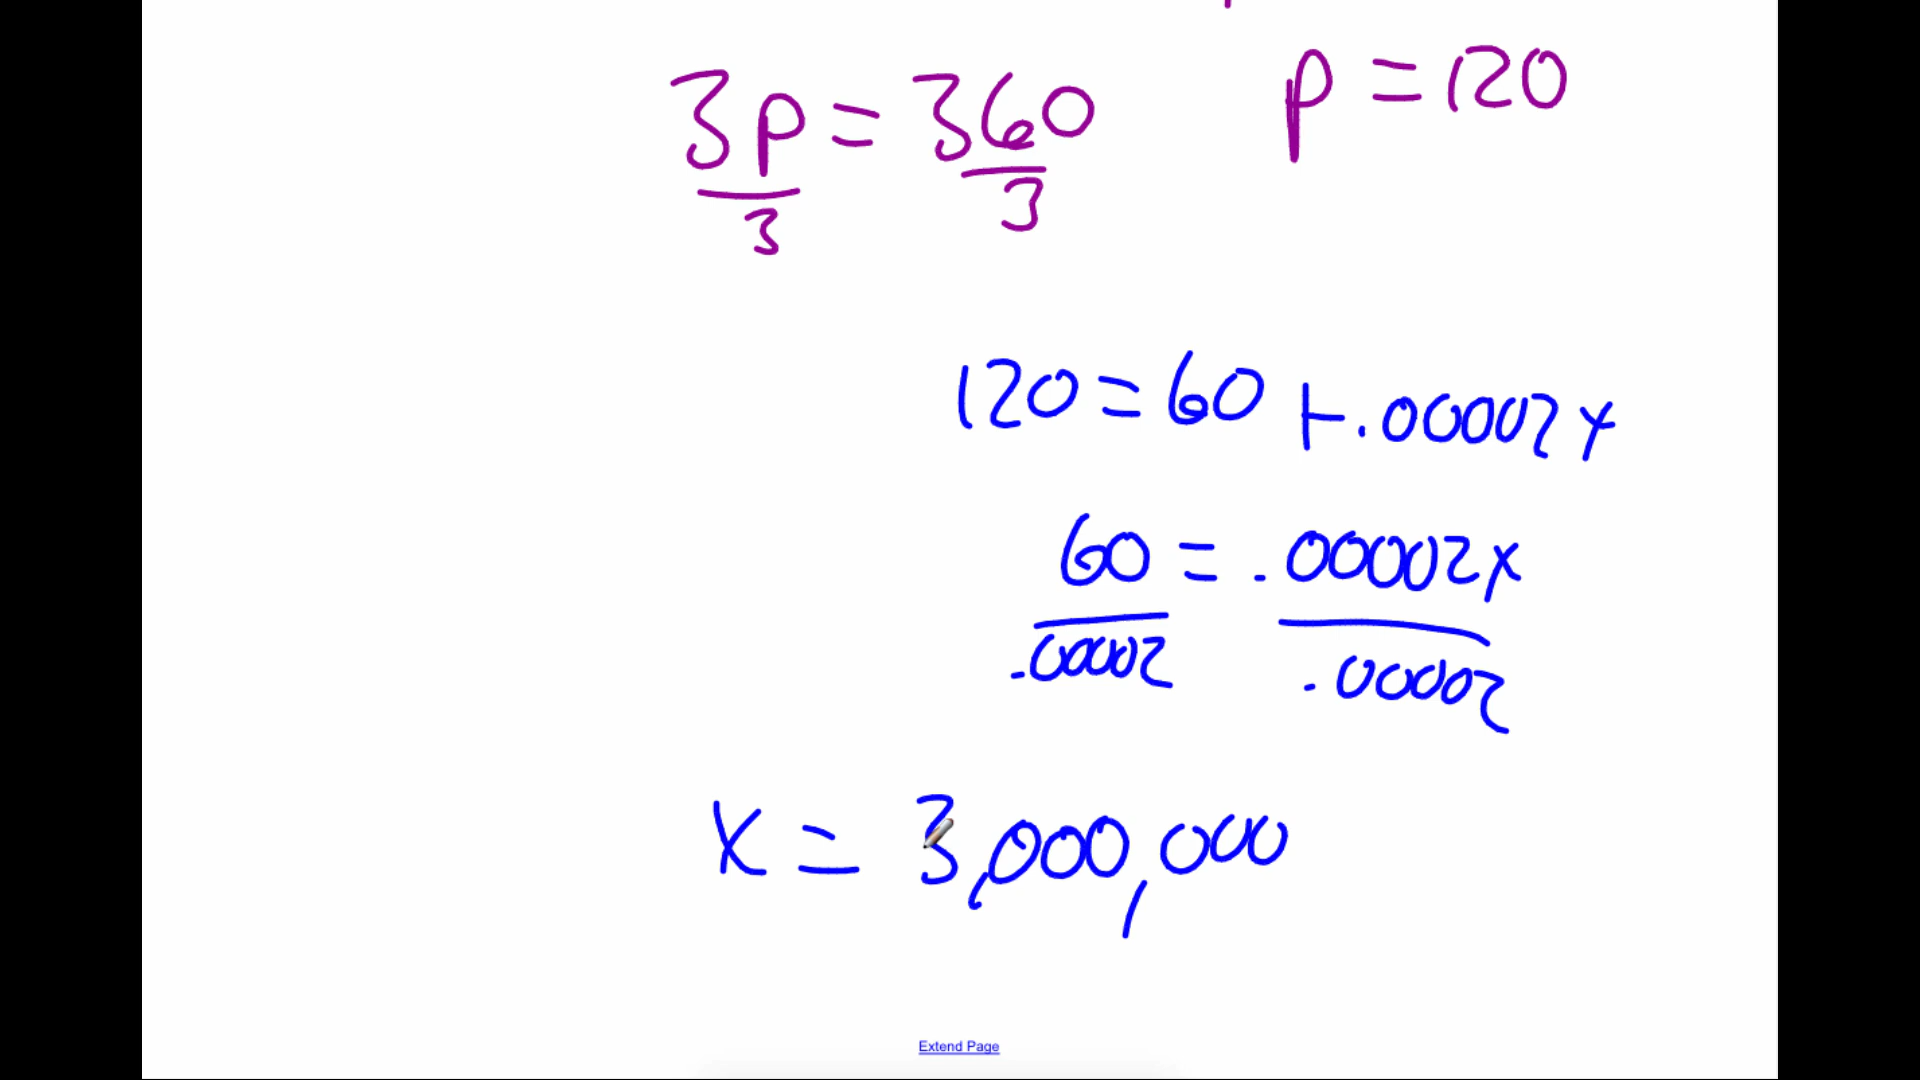 3p = 360
3 3
p = 120
120 = 60 + .00002x
60 = .00002x
.00002 .00002
x = 3,000,000
Extend Page